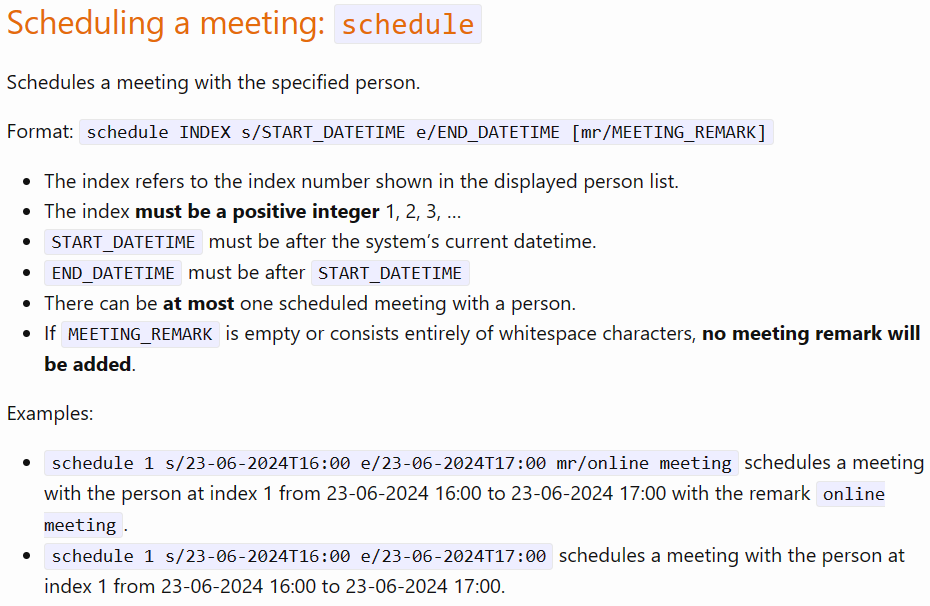 Scheduling a meeting: schedule
Schedules a meeting with the specified person.
Format: schedule INDEX s/START_DATETIME e/END_DATETIME [mr/MEETING_REMARK]
• The index refers to the index number shown in the displayed person list.
• The index must be a positive integer 1, 2, 3, …
• START_DATETIME must be after the system’s current datetime.
• END_DATETIME must be after START_DATETIME
• There can be at most one scheduled meeting with a person.
• If MEETING_REMARK is empty or consists entirely of whitespace characters, no meeting remark will
be added.
Examples:
• schedule 1 s/23-06-2024T16:00 e/23-06-2024T17:00 mr/online meeting schedules a meeting
with the person at index 1 from 23-06-2024 16:00 to 23-06-2024 17:00 with the remark online
meeting.
• schedule 1 s/23-06-2024T16:00 e/23-06-2024T17:00 schedules a meeting with the person at
index 1 from 23-06-2024 16:00 to 23-06-2024 17:00.